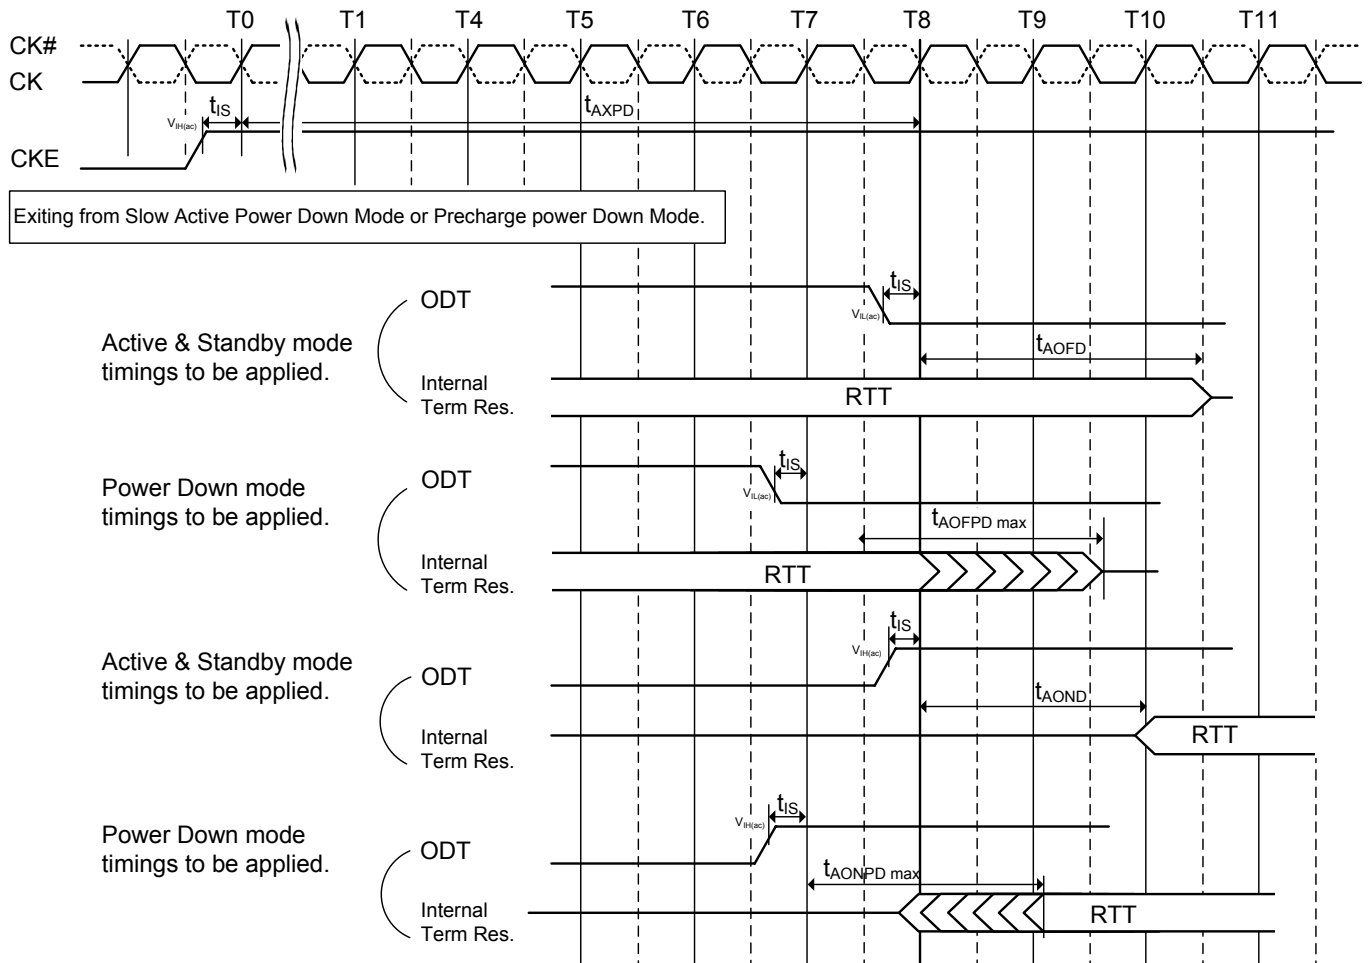 T0 T1 T4 T5 T6 T7 T8 T9 T10 T11
CK#
CK
tIS tAXPD
VIH(ac)
CKE
Exiting from Slow Active Power Down Mode or Precharge power Down Mode.
tIS
ODT
VIL(ac)
Active & Standby mode
timings to be applied.
tAOFD
Internal
Term Res.
RTT
tIS
ODT
VIL(ac)
Power Down mode
timings to be applied.
tAOFPD max
Internal
Term Res.
RTT
tIS
VIH(ac)
Active & Standby mode
timings to be applied.
ODT
tAOND
Internal
Term Res.
RTT
tIS
VIH(ac)
Power Down mode
timings to be applied.
ODT
tAONPD max
Internal
Term Res.
RTT